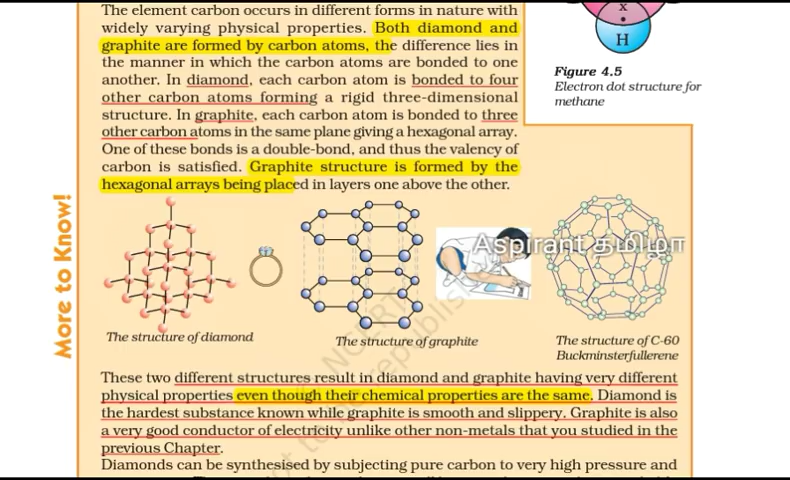 The element carbon occurs in different forms in nature with
widely varying physical properties. Both diamond and
graphite are formed by carbon atoms, the difference lies in
the manner in which the carbon atoms are bonded to one
another. In diamond, each carbon atom is bonded to four
other carbon atoms forming a rigid three-dimensional
structure. In graphite, each carbon atom is bonded to three
other carbon atoms in the same plane giving a hexagonal array.
One of these bonds is a double-bond, and thus the valency of
carbon is satisfied. Graphite structure is formed by the
hexagonal arrays being placed in layers one above the other.
x
H
Figure 4.5
Electron dot structure for
methane
More to Know!
Aspirant தமிழா
The structure of diamond
The structure of graphite
The structure of C-60
Buckminsterfullerene
These two different structures result in diamond and graphite having very different
physical properties even though their chemical properties are the same. Diamond is
the hardest substance known while graphite is smooth and slippery. Graphite is also
a very good conductor of electricity unlike other non-metals that you studied in the
previous Chapter.
Diamonds can be synthesised by subjecting pure carbon to very high pressure and